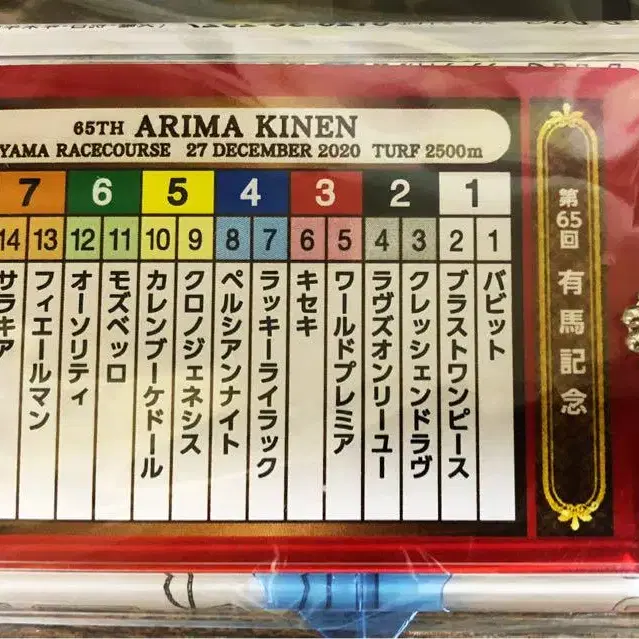 65TH ARIMA KINEN
YAMA RACECOURSE 27 DECEMBER 2020 TURF 2500m
7 6 5 4 3 2 1
14 13 12 11 10 9 8 7 6 5 4 3 2 1
第65回 有馬記念
バビット
ブラストワンピース
クレッシェンドラヴ
ラヴズオンリーユー
ワールドプレミア
キセキ
ラッキーライラック
ペルシアンナイト
クロノジェネシス
カレンブーケドール
モズベッロ
オーソリティ
フィエールマン
サラキア